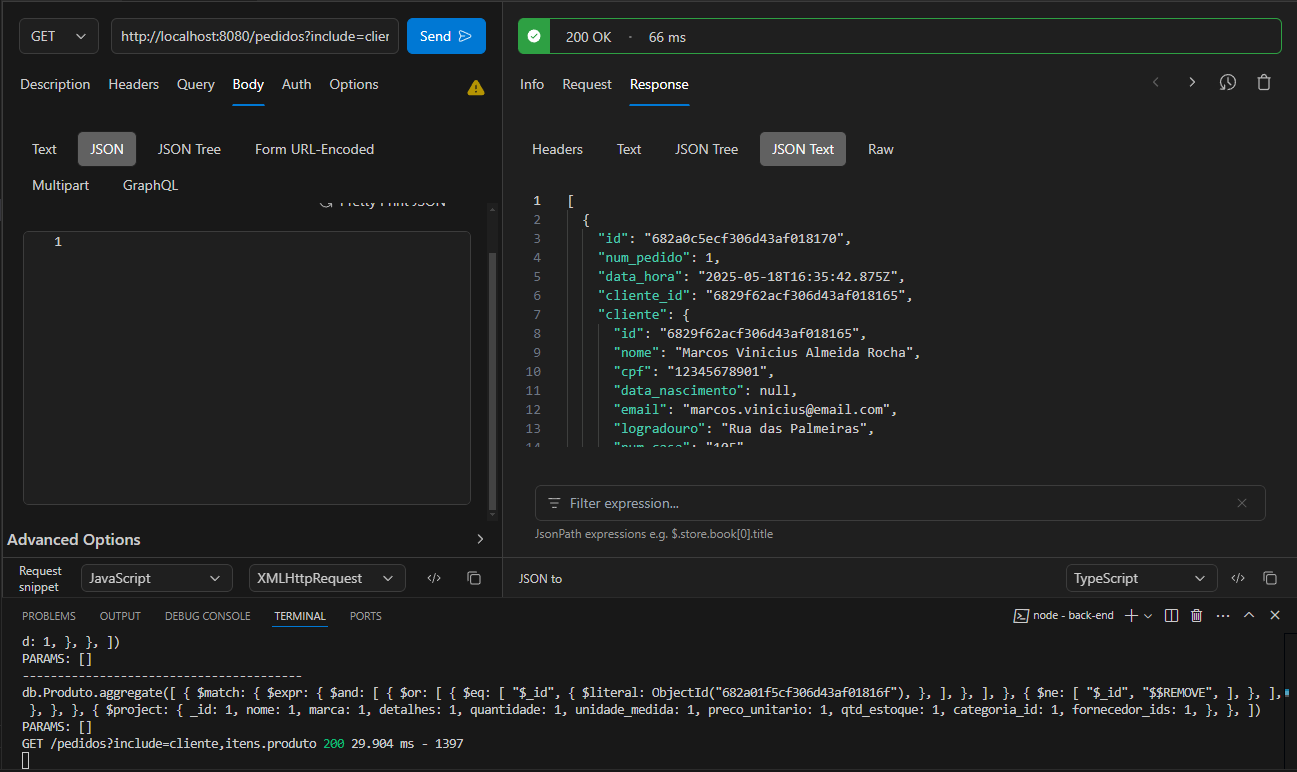 GET
http://localhost:8080/pedidos?include=clier
Send
Description Headers Query Body Auth Options
Text JSON JSON Tree Form URL-Encoded
Multipart GraphQL
Pretty Print JSON
1
Advanced Options
Request snippet
JavaScript
XMLHttpRequest
200 OK · 66 ms
Info Request Response
Headers Text JSON Tree JSON Text Raw
1 [
2 {
3 "id": "682a0c5ecf306d43af018170",
4 "num_pedido": 1,
5 "data_hora": "2025-05-18T16:35:42.875Z",
6 "cliente_id": "6829f62acf306d43af018165",
7 "cliente": {
8 "id": "6829f62acf306d43af018165",
9 "nome": "Marcos Vinicius Almeida Rocha",
10 "cpf": "12345678901",
11 "data_nascimento": null,
12 "email": "marcos.vinicius@email.com",
13 "logradouro": "Rua das Palmeiras",
14 "num_casa": "105"
Filter expression...
JsonPath expressions e.g. $.store.book[0].title
JSON to
TypeScript
PROBLEMS OUTPUT DEBUG CONSOLE TERMINAL PORTS
node - back-end
d: 1, }, }, ])
PARAMS: []
----------------------------------------
db.Produto.aggregate([ { $match: { $expr: { $and: [ { $or: [ { $eq: [ "$_id", { $literal: ObjectId("682a01f5cf306d43af01816f"), }, ], }, ], }, { $ne: [ "$_id", "$$REMOVE", ], }, ],
}, }, }, { $project: { _id: 1, nome: 1, marca: 1, detalhes: 1, quantidade: 1, unidade_medida: 1, preco_unitario: 1, qtd_estoque: 1, categoria_id: 1, fornecedor_ids: 1, }, }, ])
PARAMS: []
GET /pedidos?include=cliente,itens.produto 200 29.904 ms - 1397